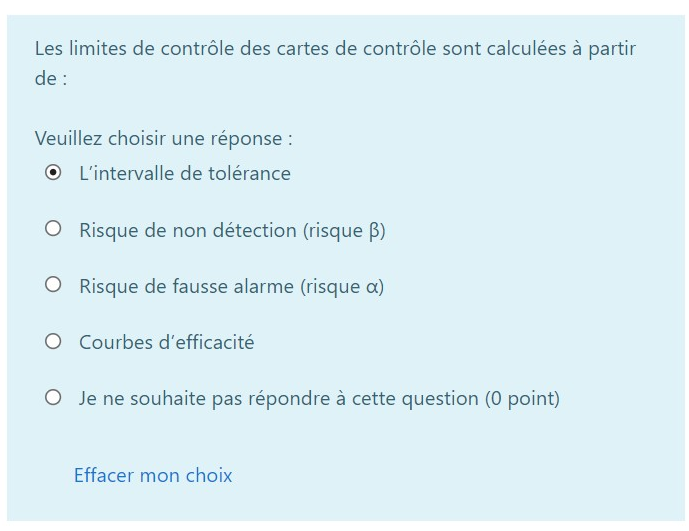 Les limites de contrôle des cartes de contrôle sont calculées à partir
de :
Veuillez choisir une réponse :
L'intervalle de tolérance
Risque de non détection (risque β)
Risque de fausse alarme (risque α)
Courbes d'efficacité
Je ne souhaite pas répondre à cette question (0 point)
Effacer mon choix